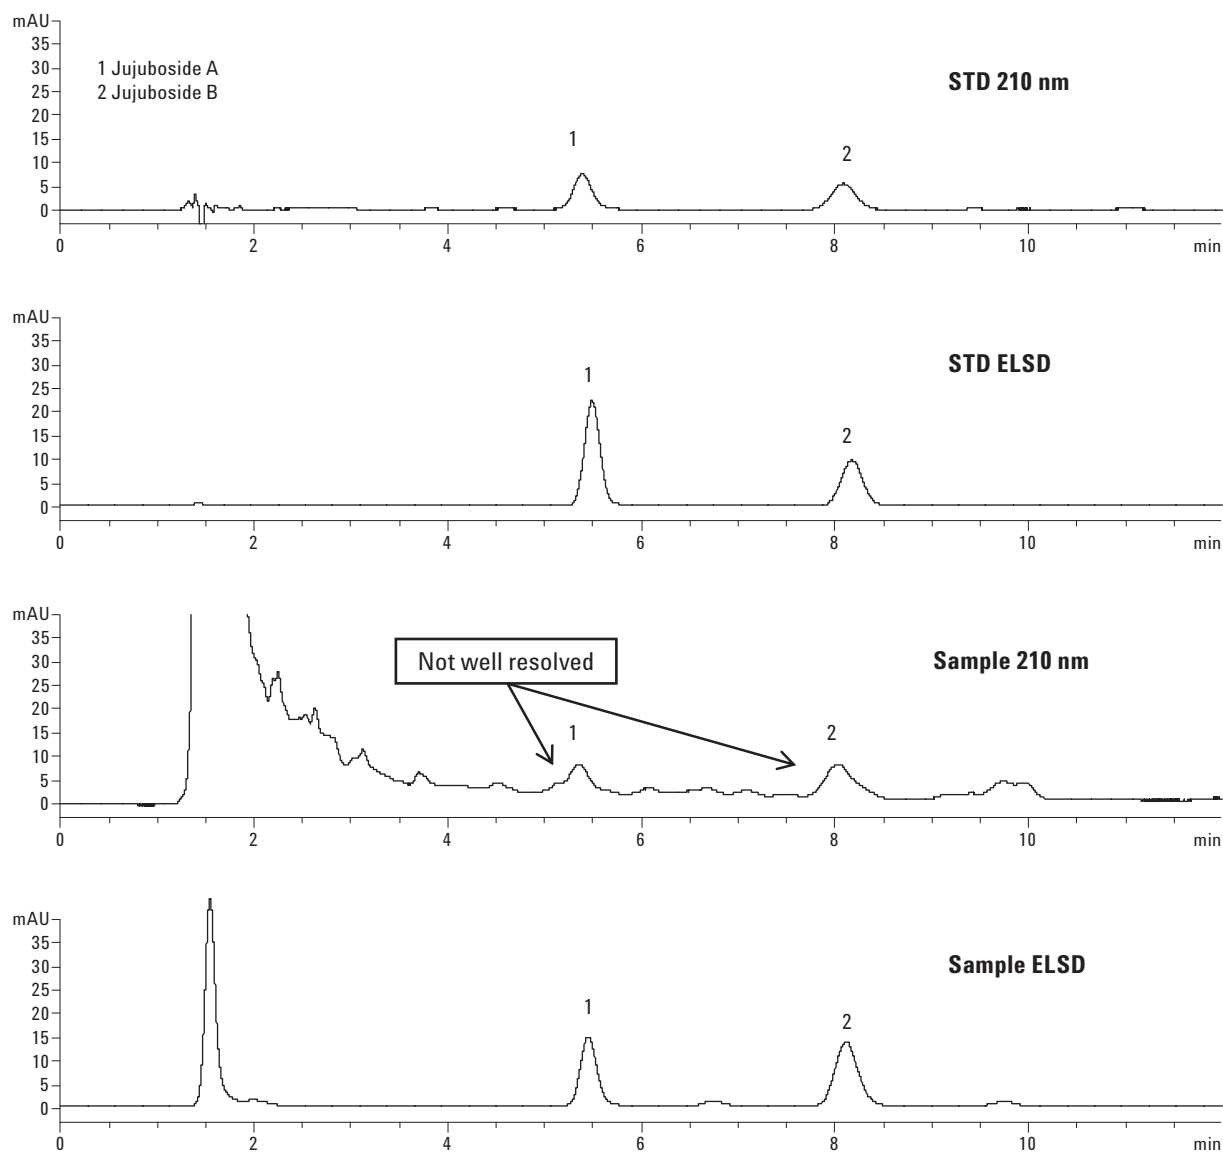 mAU
35
30
25
20
15
10
5
0
1 Jujuboside A
2 Jujuboside B
STD 210 nm
1
2
0 2 4 6 8 10 min
mAU
35
30
25
20
15
10
5
0
STD ELSD
1
2
0 2 4 6 8 10 min
mAU
35
30
25
20
15
10
5
0
Not well resolved
Sample 210 nm
1
2
0 2 4 6 8 10 min
mAU
35
30
25
20
15
10
5
0
Sample ELSD
1
2
0 2 4 6 8 10 min